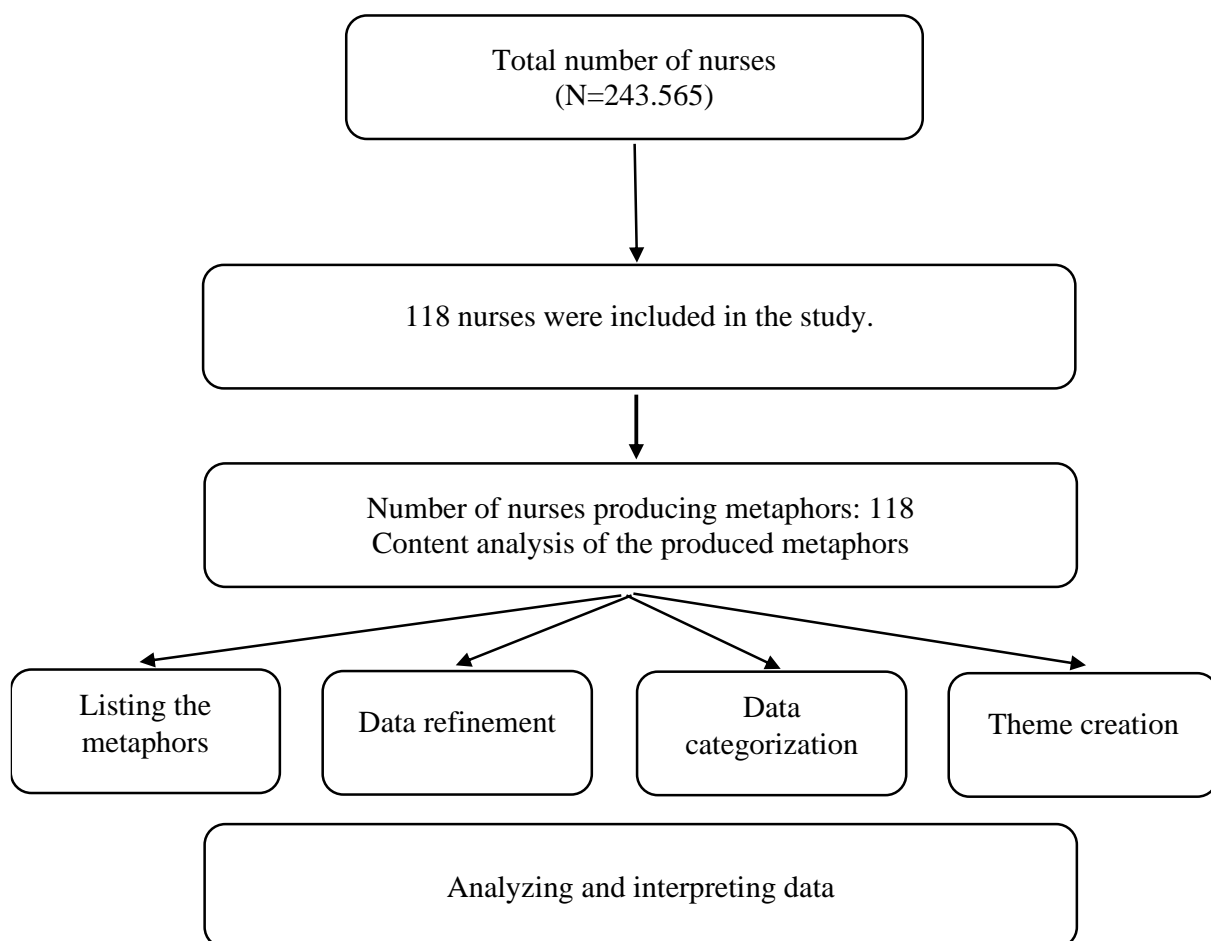 Total number of nurses
(N=243.565)
118 nurses were included in the study.
Number of nurses producing metaphors: 118
Content analysis of the produced metaphors
Listing the
metaphors
Data refinement
Data
categorization
Theme creation
Analyzing and interpreting data